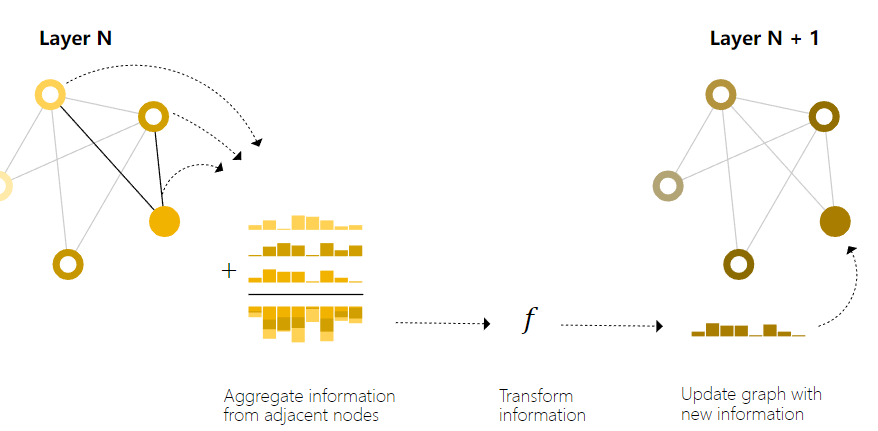 Layer N
Layer N + 1
+
f
Aggregate information
from adjacent nodes
Transform
information
Update graph with
new information